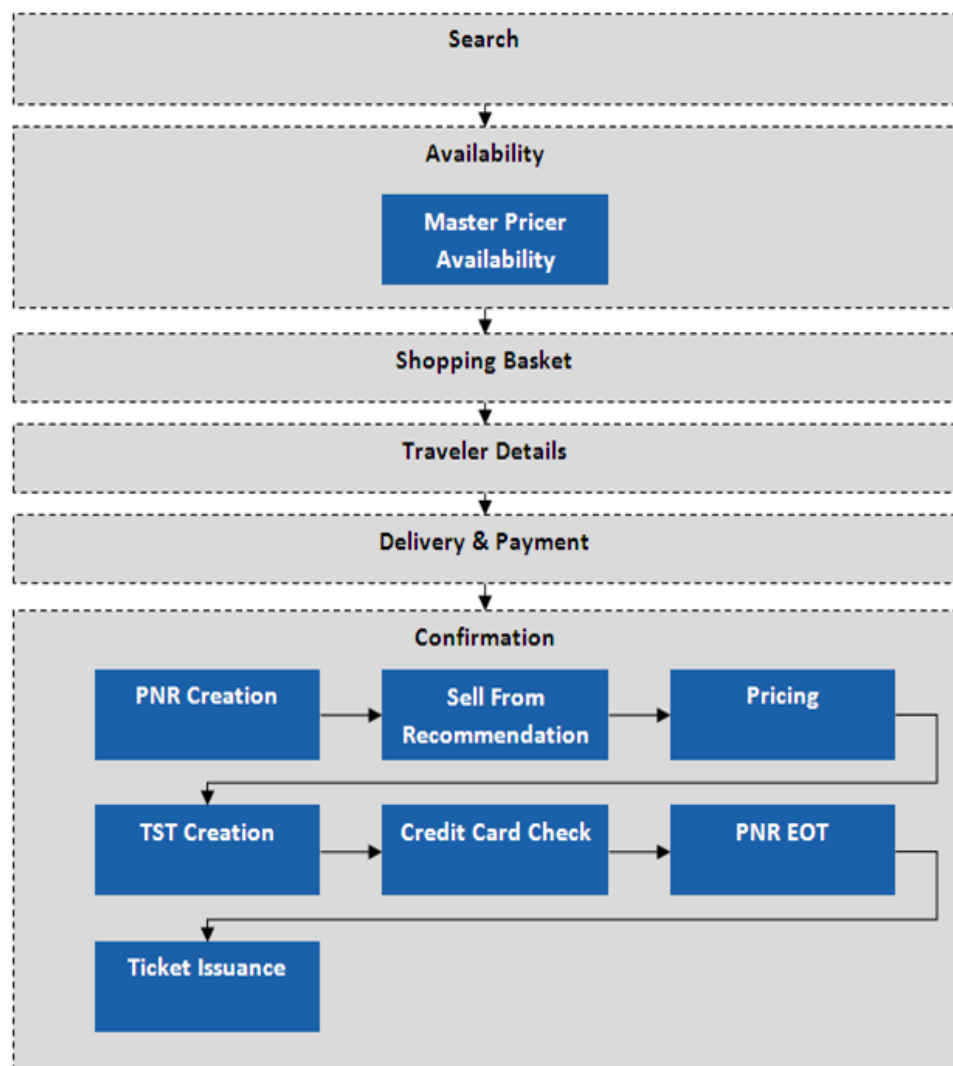 Search
Availability
Master Pricer
Availability
Shopping Basket
Traveler Details
Delivery & Payment
Confirmation
PNR Creation
Sell From
Recommendation
Pricing
TST Creation
Credit Card Check
PNR EOT
Ticket Issuance